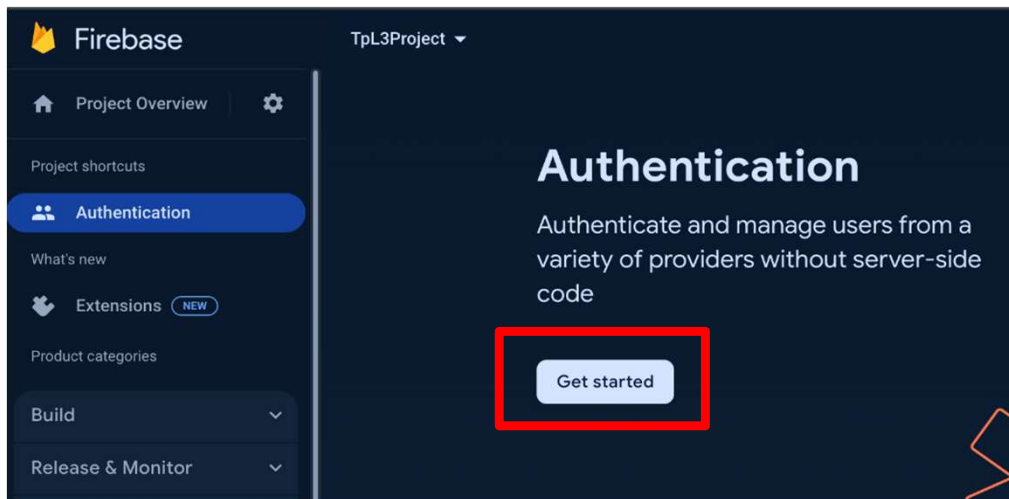 Firebase
TpL3Project
Project Overview
Project shortcuts
Authentication
What's new
Extensions NEW
Product categories
Build
Release & Monitor
Authentication
Authenticate and manage users from a
variety of providers without server-side
code
Get started